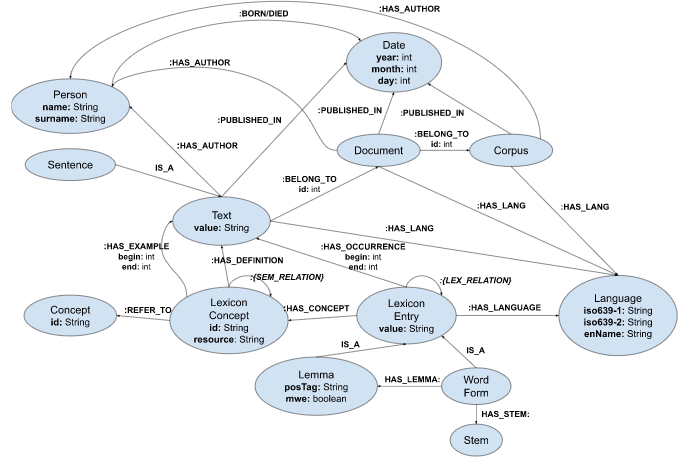 :HAS_AUTHOR
:BORN/DIED
Date
year: int
month: int
day: int
:HAS_AUTHOR
Person
name: String
surname: String
:PUBLISHED_IN
:PUBLISHED_IN
:PUBLISHED_IN
:BELONG_TO
id: int
:HAS_AUTHOR
Document
Corpus
Sentence
IS_A
:BELONG_TO
id: int
:HAS_LANG
:HAS_LANG
Text
value: String
:HAS_LANG
:HAS_EXAMPLE
begin: int
end: int
:HAS_DEFINITION
:HAS_OCCURRENCE
begin: int
end: int
:{SEM_RELATION}
:{LEX_RELATION}
Concept
id: String
:REFER_TO
Lexicon
Concept
id: String
resource: String
:HAS_CONCEPT
Lexicon
Entry
value: String
:HAS_LANGUAGE
Language
iso639-1: String
iso639-2: String
enName: String
IS_A
IS_A
Lemma
posTag: String
mwe: boolean
HAS_LEMMA:
Word
Form
HAS_STEM:
Stem